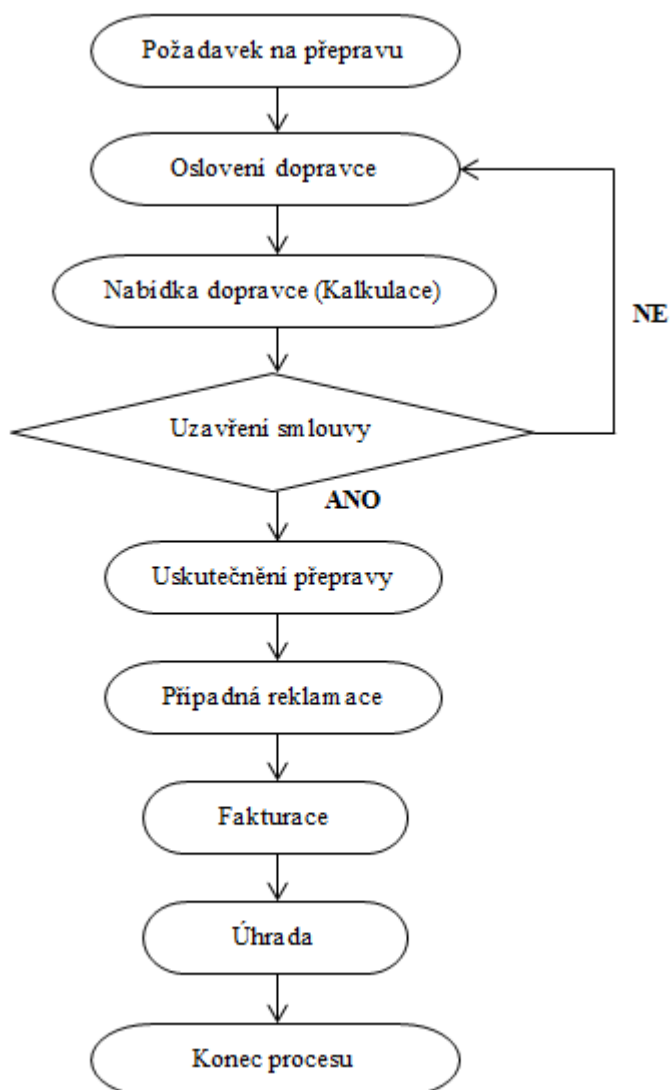 Požadavek na přepravu
Oslovení dopravce
Nabídka dopravce (Kalkulace)
NE
Uzavření smlouvy
ANO
Uskutečnění přepravy
Případná reklamace
Fakturace
Úhrada
Konec procesu